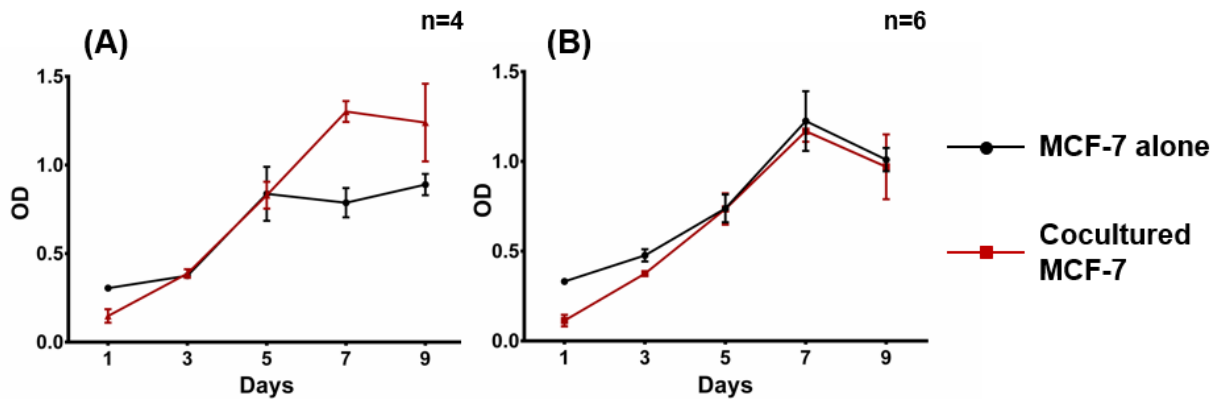 (A)
n=4
1.5
1.0
0.5
0.0
OD
1 3 5 7 9
Days
(B)
n=6
1.5
1.0
0.5
0.0
OD
1 3 5 7 9
Days
MCF-7 alone
Cocultured
MCF-7